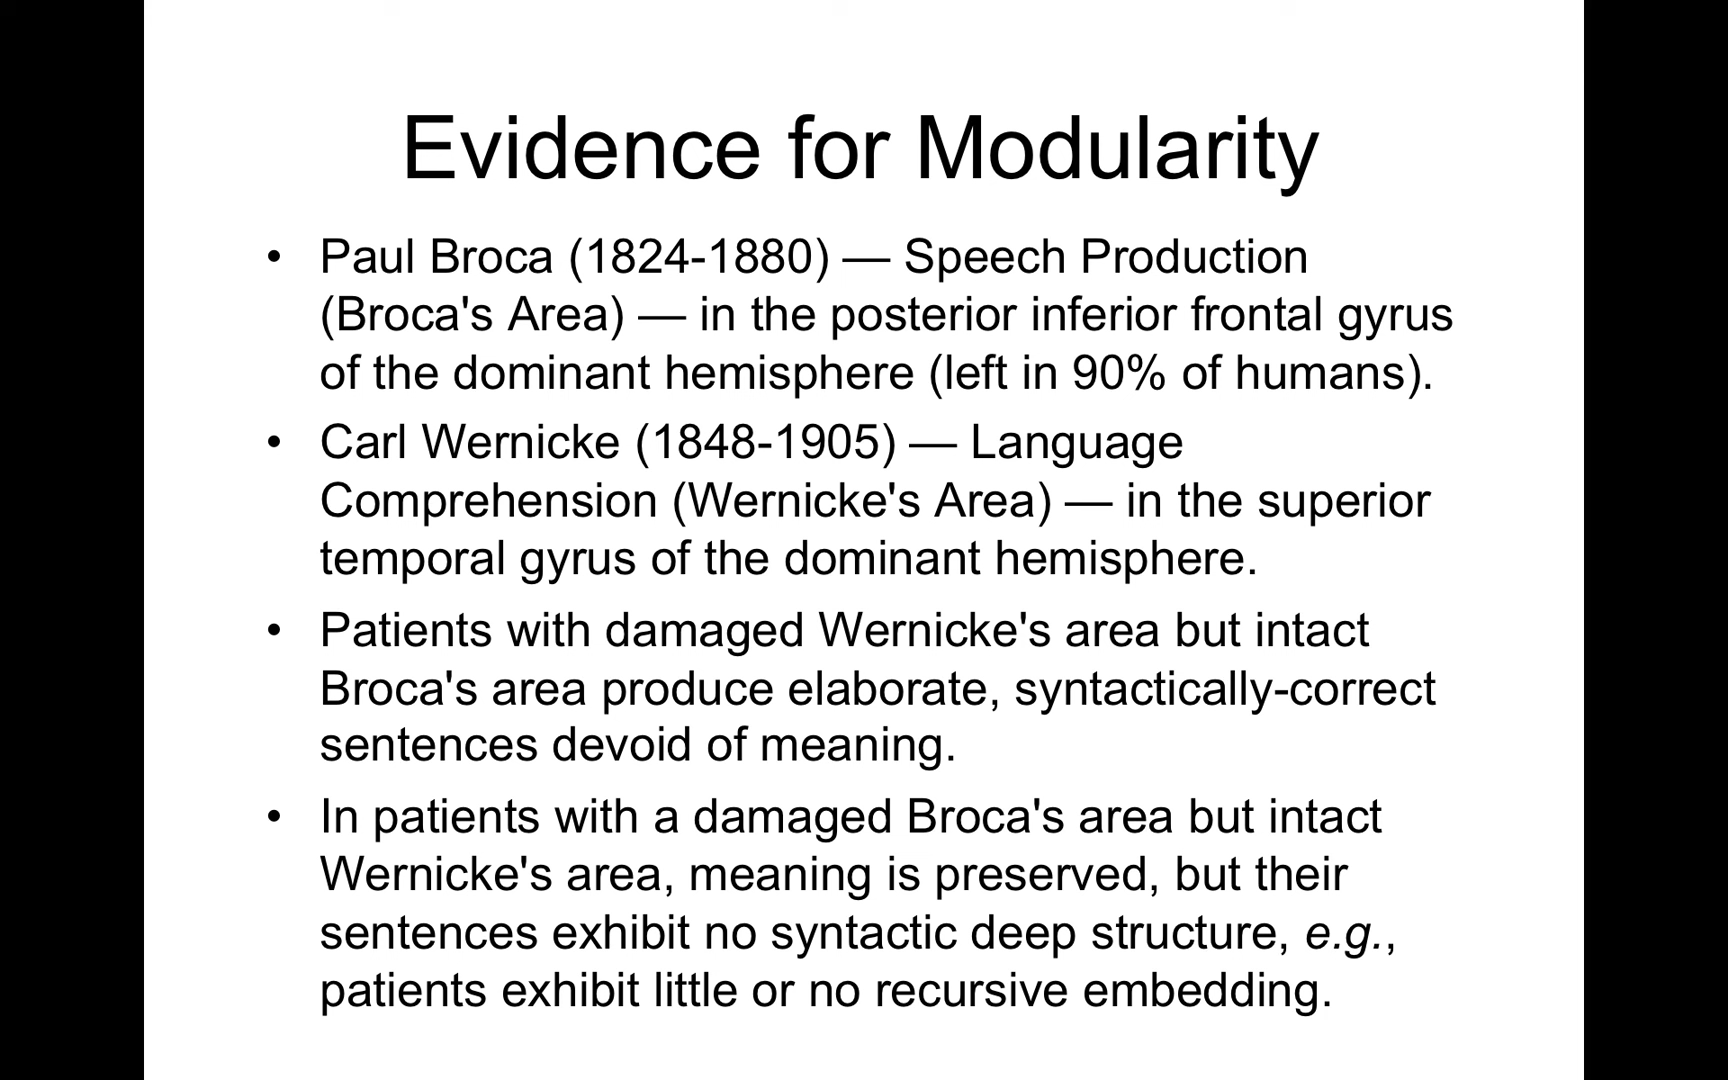 Evidence for Modularity
• Paul Broca (1824-1880) — Speech Production
(Broca's Area) — in the posterior inferior frontal gyrus
of the dominant hemisphere (left in 90% of humans).
• Carl Wernicke (1848-1905) — Language
Comprehension (Wernicke's Area) — in the superior
temporal gyrus of the dominant hemisphere.
• Patients with damaged Wernicke's area but intact
Broca's area produce elaborate, syntactically-correct
sentences devoid of meaning.
• In patients with a damaged Broca's area but intact
Wernicke's area, meaning is preserved, but their
sentences exhibit no syntactic deep structure, e.g.,
patients exhibit little or no recursive embedding.